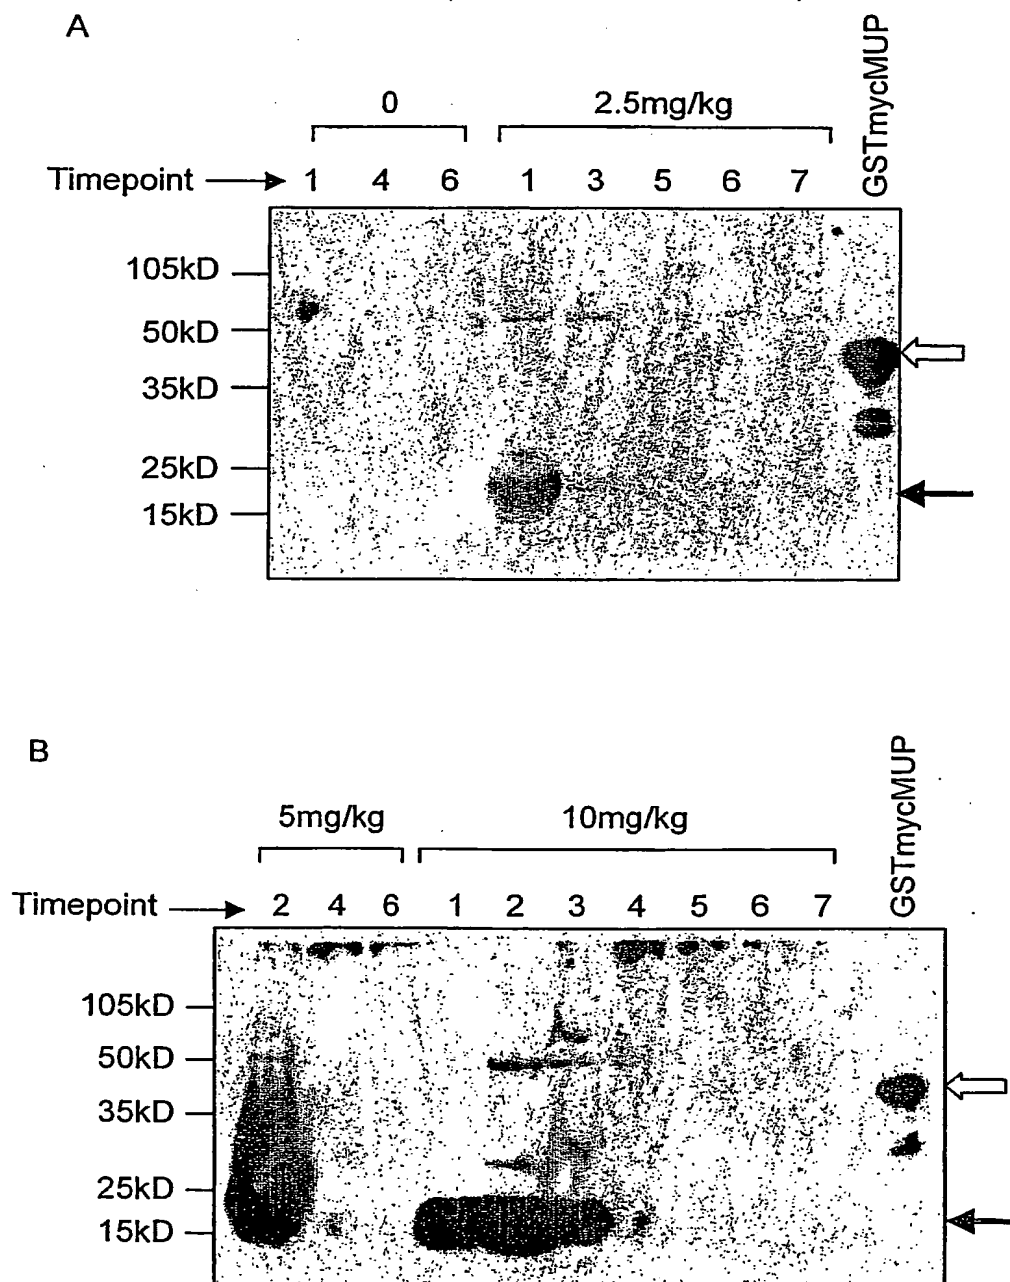 A
0 2.5mg/kg GSTmycMUP
Timepoint 1 4 6 1 3 5 6 7
105kD
50kD
35kD
25kD
15kD
B
5mg/kg 10mg/kg GSTmycMUP
Timepoint 2 4 6 1 2 3 4 5 6 7
105kD
50kD
35kD
25kD
15kD